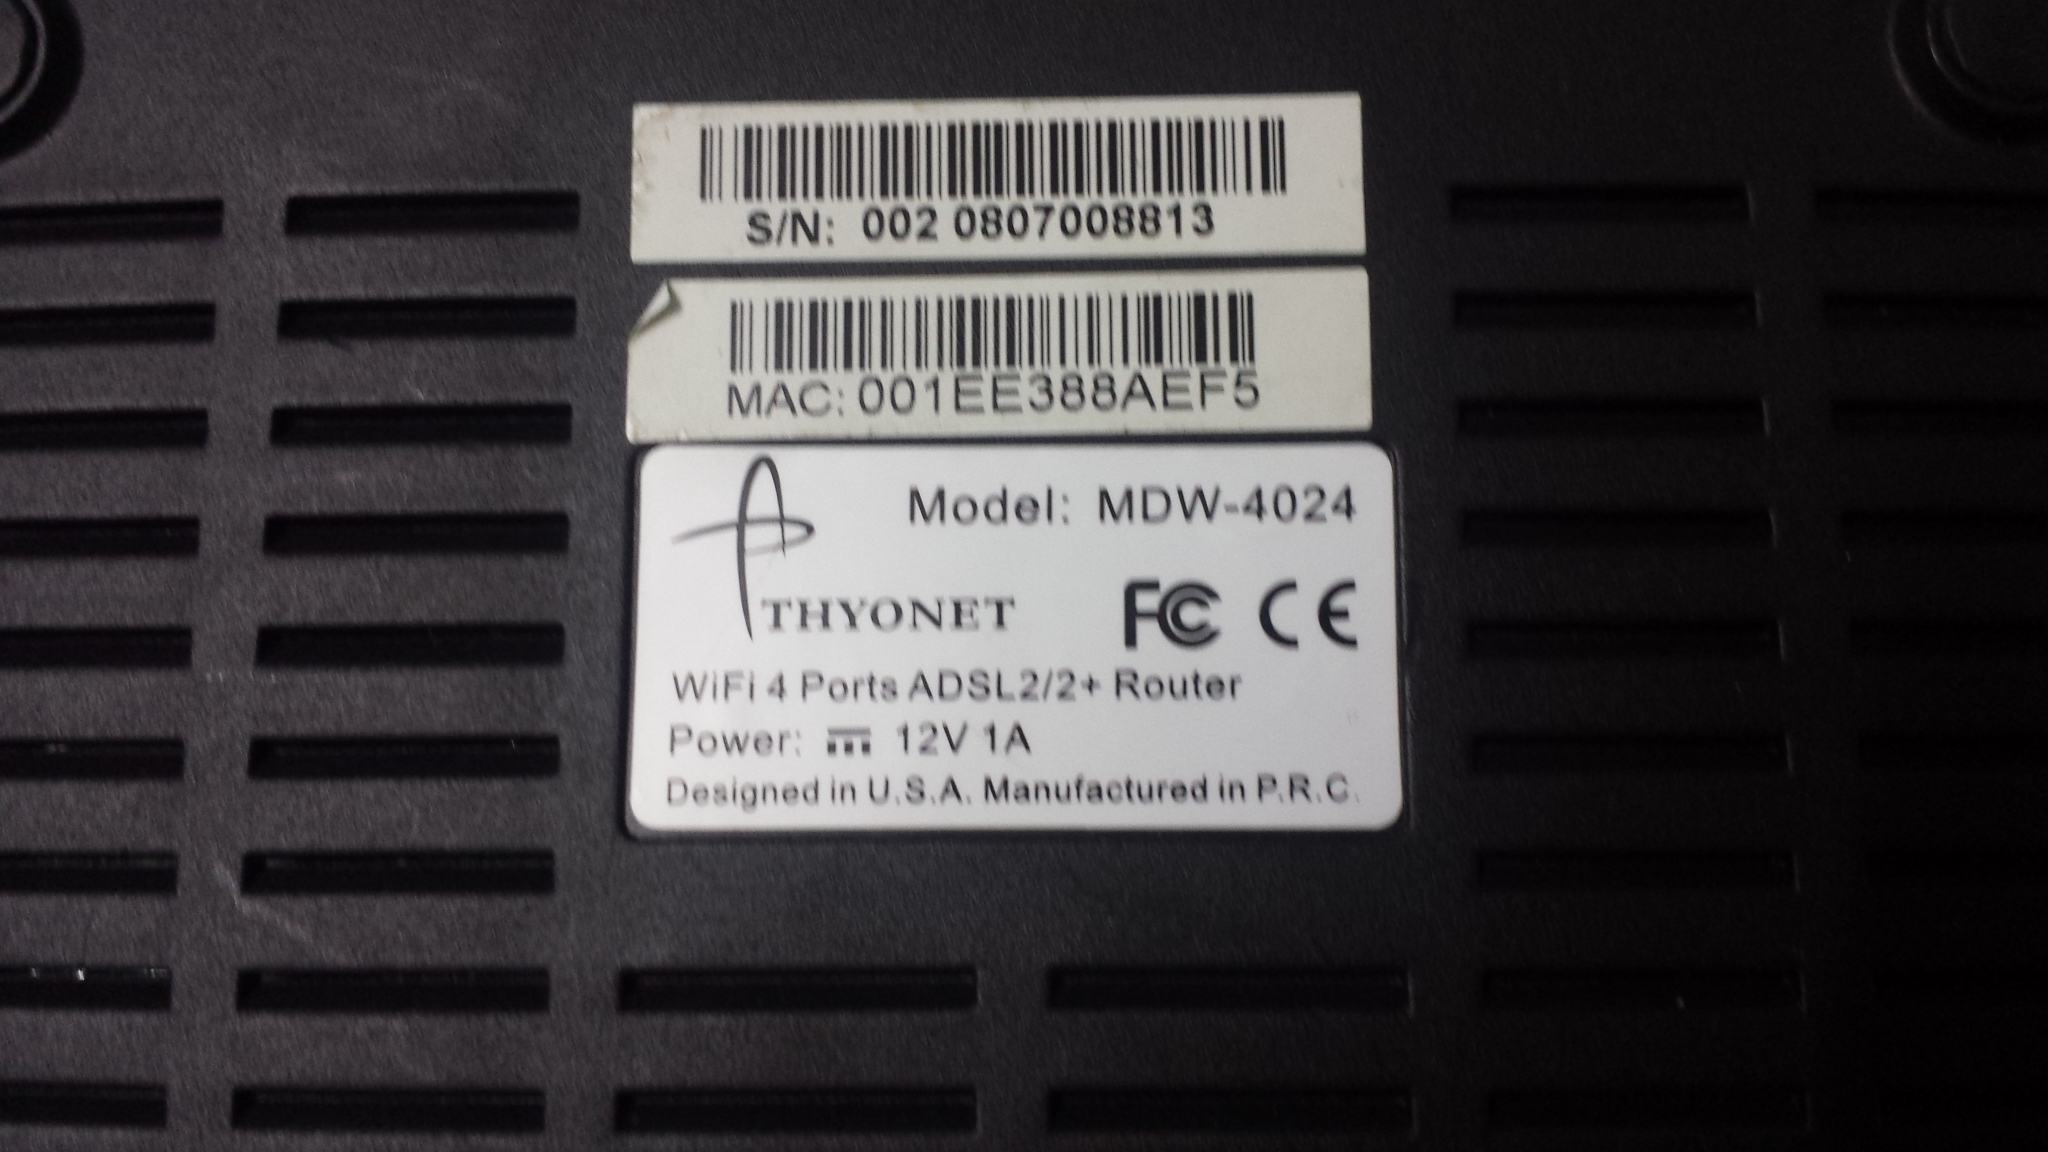 S/N: 002 0807008813
MAC: 001EE388AEF5
Model: MDW-4024
ATHYONET
FC CE
WiFi 4 Ports ADSL2/2+ Router
Power: 12V 1A
Designed in U.S.A. Manufactured in P.R.C.